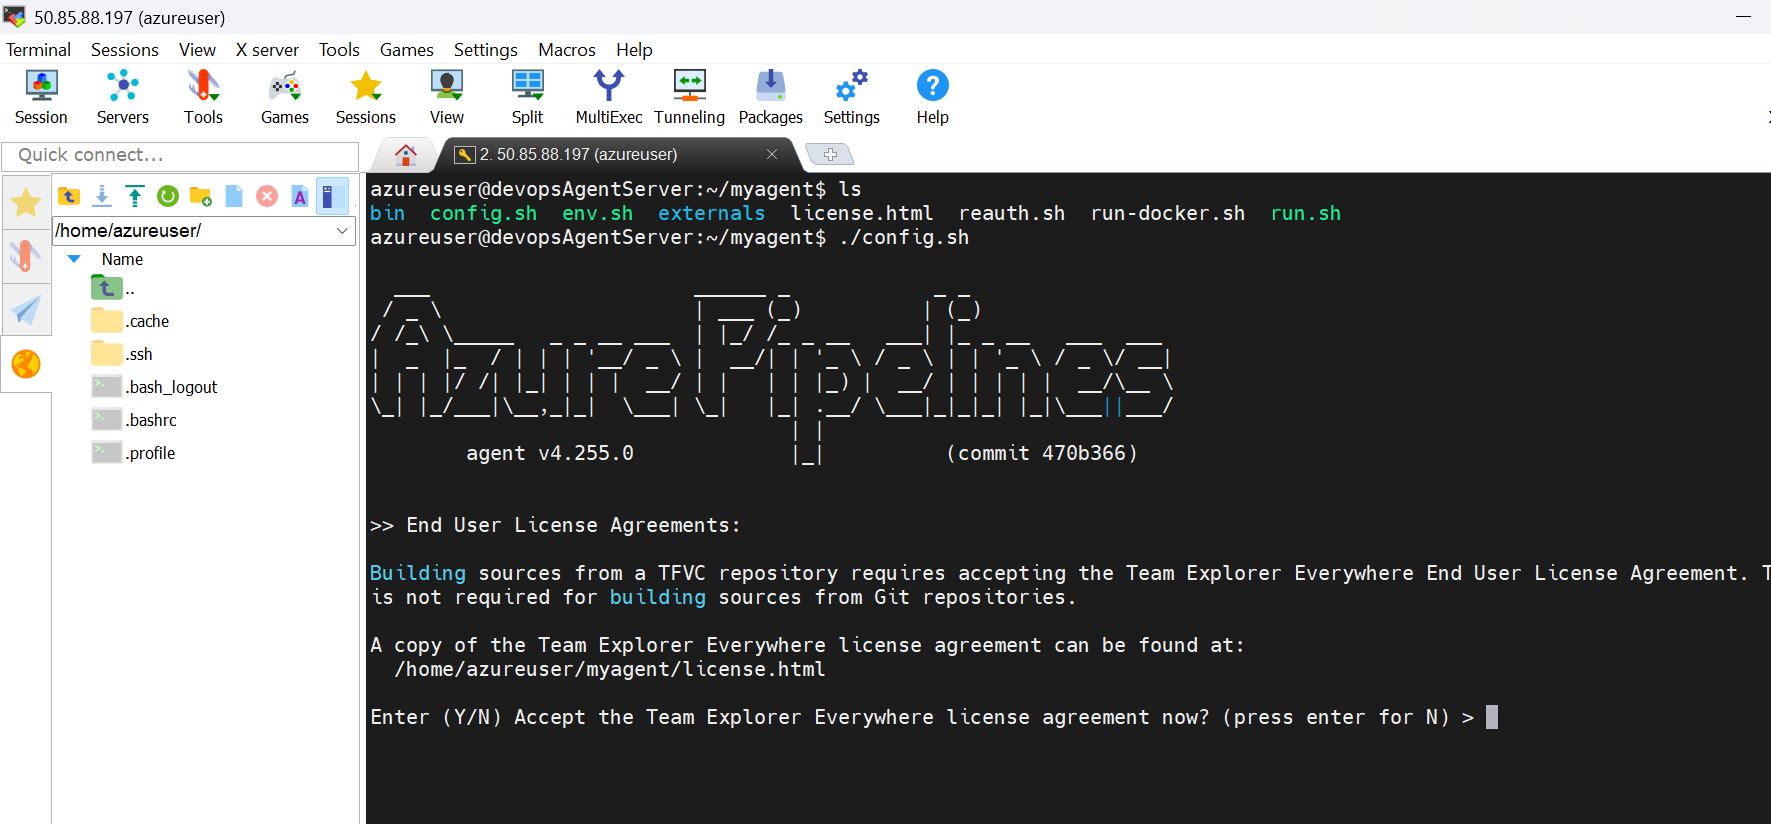 50.85.88.197 (azureuser)
Terminal Sessions View X server Tools Games Settings Macros Help
Session Servers Tools Games Sessions View Split MultiExec Tunneling Packages Settings Help
Quick connect...
2. 50.85.88.197 (azureuser)
/home/azureuser/
Name
..
.cache
.ssh
.bash_logout
.bashrc
.profile
azureuser@devopsAgentServer:~/myagent$ ls
bin config.sh env.sh externals license.html reauth.sh run-docker.sh run.sh
azureuser@devopsAgentServer:~/myagent$ ./config.sh
Azure Pipelines
agent v4.255.0 (commit 470b366)
>> End User License Agreements:
Building sources from a TFVC repository requires accepting the Team Explorer Everywhere End User License Agreement. T
is not required for building sources from Git repositories.
A copy of the Team Explorer Everywhere license agreement can be found at:
/home/azureuser/myagent/license.html
Enter (Y/N) Accept the Team Explorer Everywhere license agreement now? (press enter for N) >